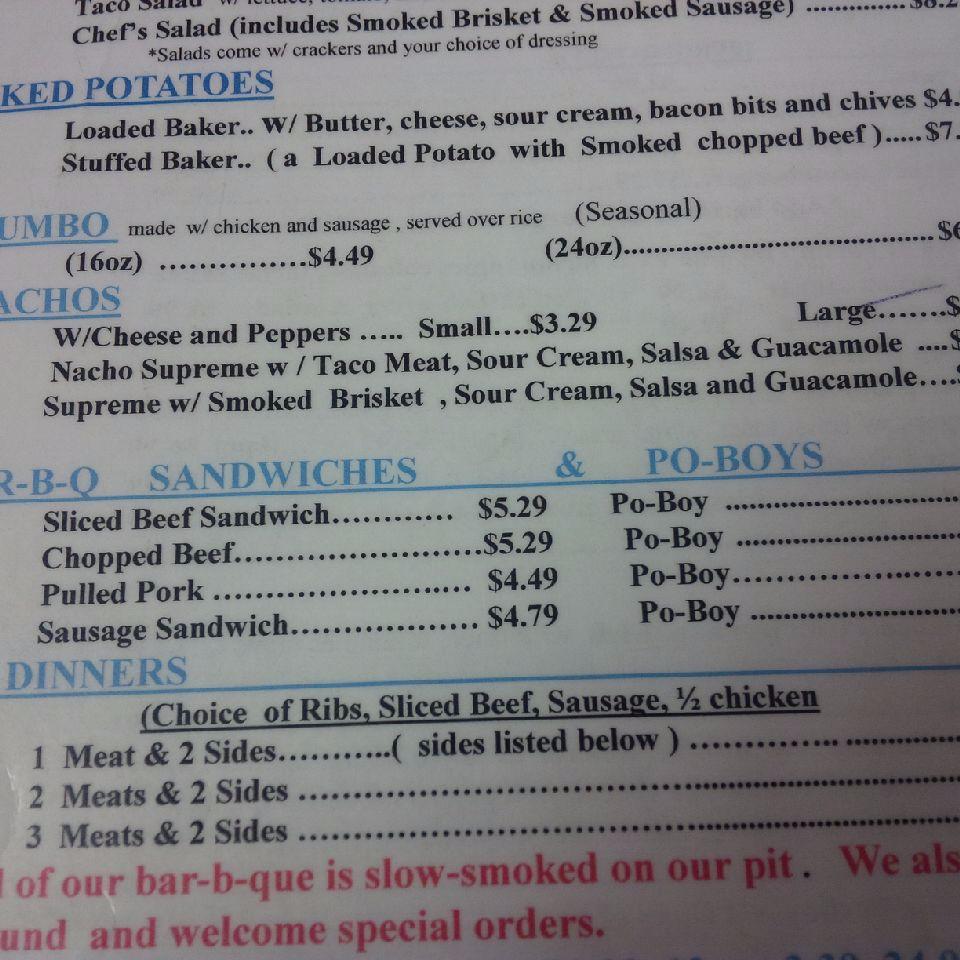 Taco Salad w/ lettuce,
Chef's Salad (includes Smoked Brisket & Smoked Sausage) ..............
*Salads come w/ crackers and your choice of dressing
KED POTATOES
Loaded Baker.. W/ Butter, cheese, sour cream, bacon bits and chives $4.
Stuffed Baker.. ( a Loaded Potato with Smoked chopped beef ).....$7.
UMBO made w/ chicken and sausage , served over rice (Seasonal)
(16oz) ...............$4.49 (24oz)..........................................$6
ACHOS
W/Cheese and Peppers ..... Small....$3.29 Large.......$
Nacho Supreme w / Taco Meat, Sour Cream, Salsa & Guacamole ....$
Supreme w/ Smoked Brisket , Sour Cream, Salsa and Guacamole....$
R-B-Q SANDWICHES & PO-BOYS
Sliced Beef Sandwich............ $5.29 Po-Boy ..............................
Chopped Beef........................$5.29 Po-Boy ..............................
Pulled Pork ......................... $4.49 Po-Boy..............................
Sausage Sandwich.................. $4.79 Po-Boy ..............................
DINNERS
(Choice of Ribs, Sliced Beef, Sausage, ½ chicken
1 Meat & 2 Sides...........( sides listed below ) ..............................
2 Meats & 2 Sides ....................................................................
3 Meats & 2 Sides ....................................................................
l of our bar-b-que is slow-smoked on our pit . We als
und and welcome special orders.